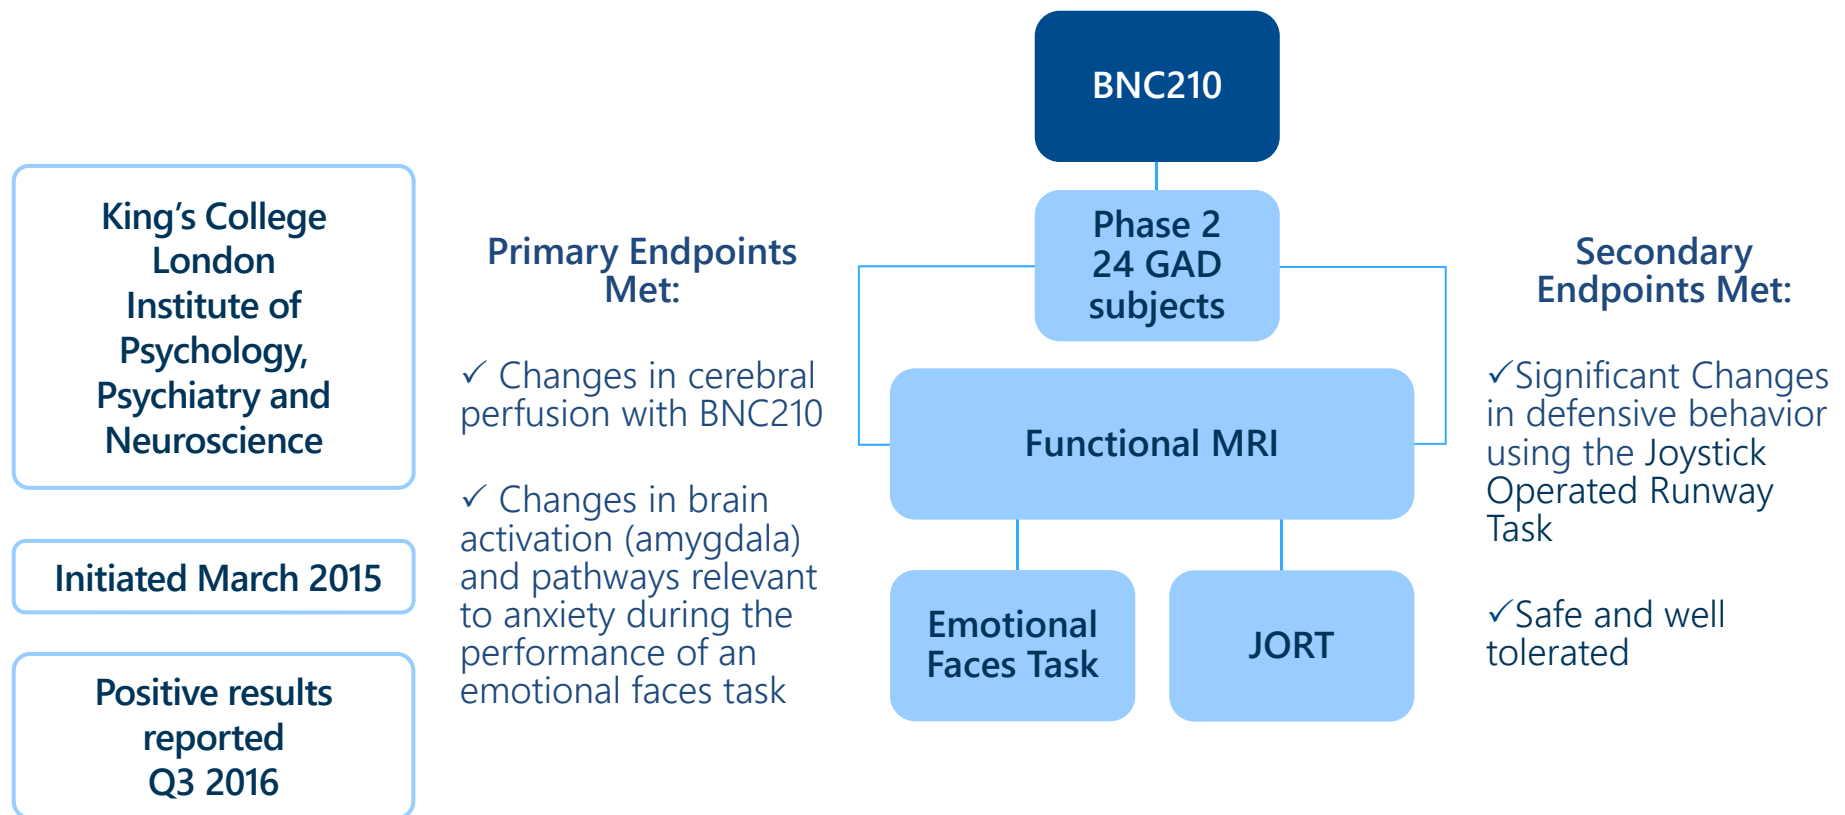 King's College
London
Institute of
Psychology,
Psychiatry and
Neuroscience
Initiated March 2015
Positive results
reported
Q3 2016
Primary Endpoints
Met:
✓ Changes in cerebral
perfusion with BNC210
✓ Changes in brain
activation (amygdala)
and pathways relevant
to anxiety during the
performance of an
emotional faces task
BNC210
Phase 2
24 GAD
subjects
Functional MRI
Emotional
Faces Task
JORT
Secondary
Endpoints Met:
✓Significant Changes
in defensive behavior
using the Joystick
Operated Runway
Task
✓Safe and well
tolerated